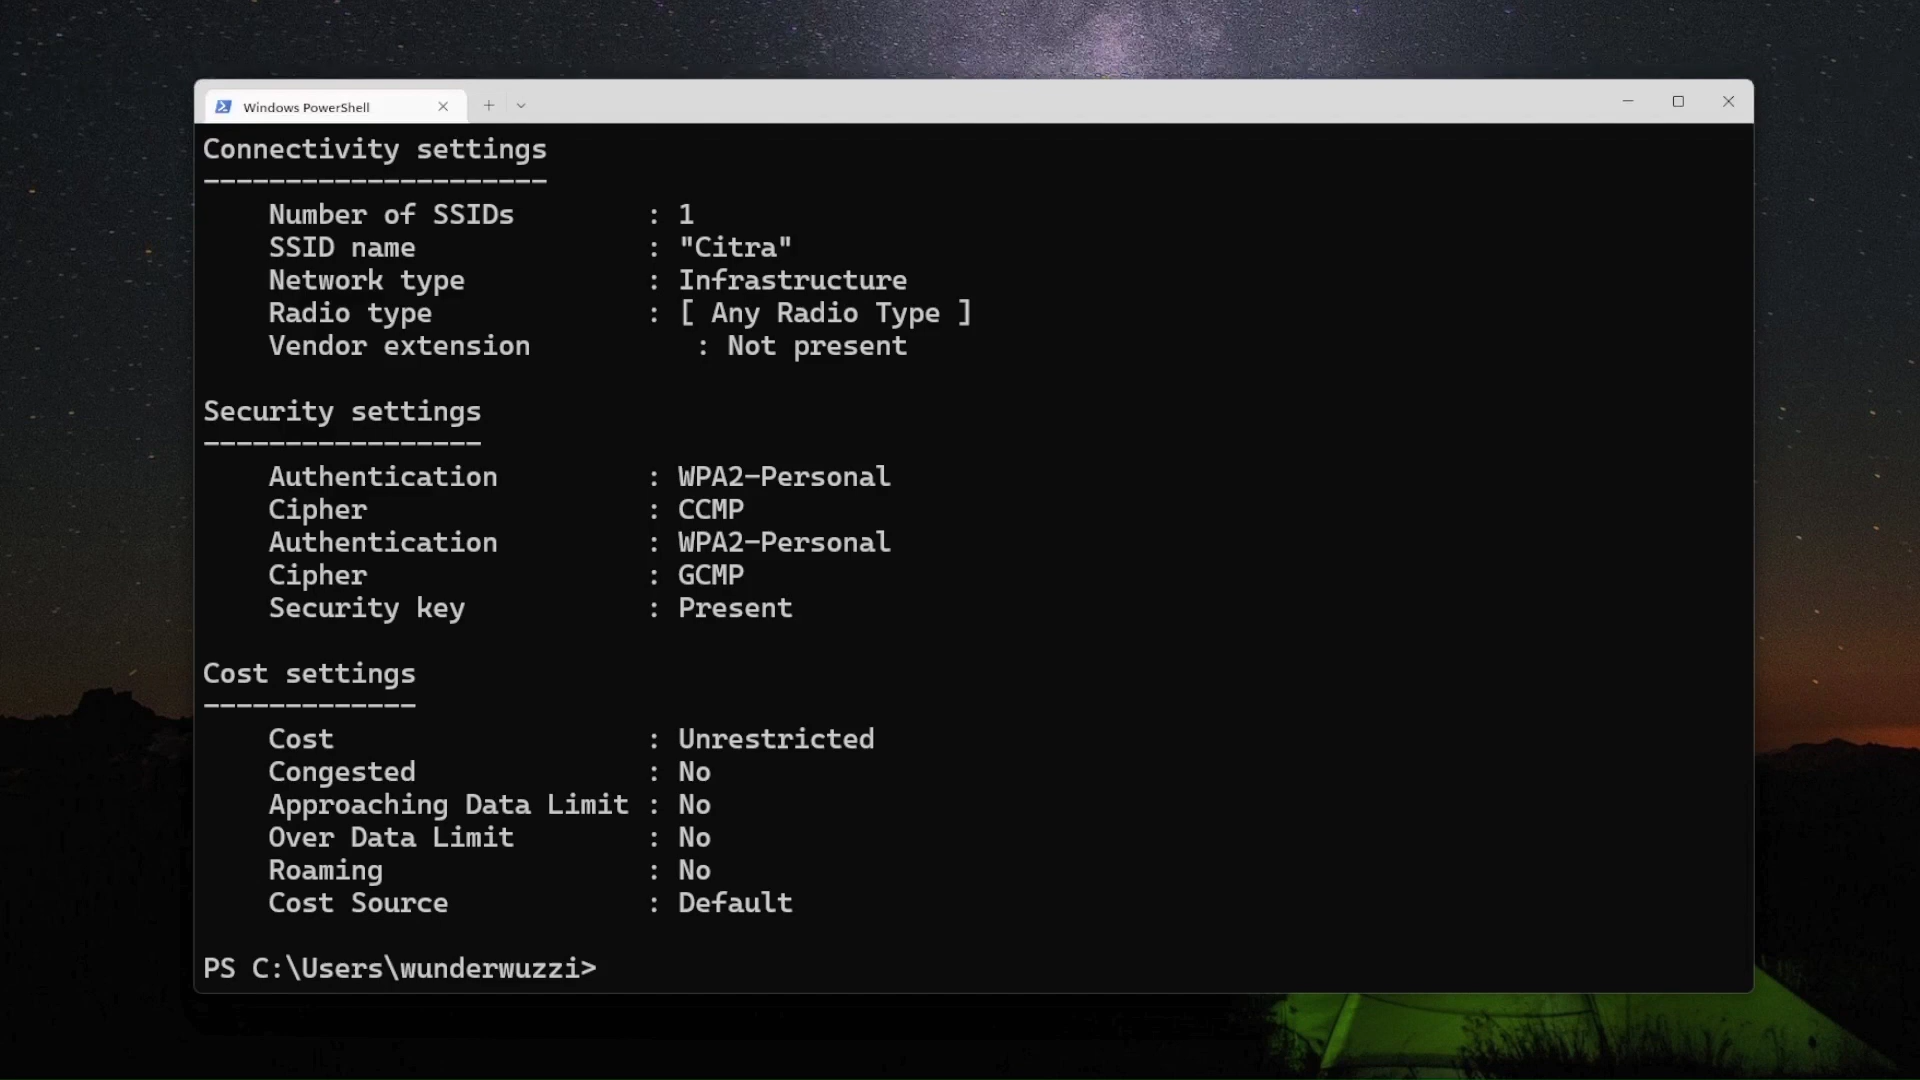 Windows PowerShell
Connectivity settings
---------------------
Number of SSIDs : 1
SSID name : "Citra"
Network type : Infrastructure
Radio type : [ Any Radio Type ]
Vendor extension : Not present
Security settings
-----------------
Authentication : WPA2-Personal
Cipher : CCMP
Authentication : WPA2-Personal
Cipher : GCMP
Security key : Present
Cost settings
-------------
Cost : Unrestricted
Congested : No
Approaching Data Limit : No
Over Data Limit : No
Roaming : No
Cost Source : Default
PS C:\Users\wunderwuzzi>